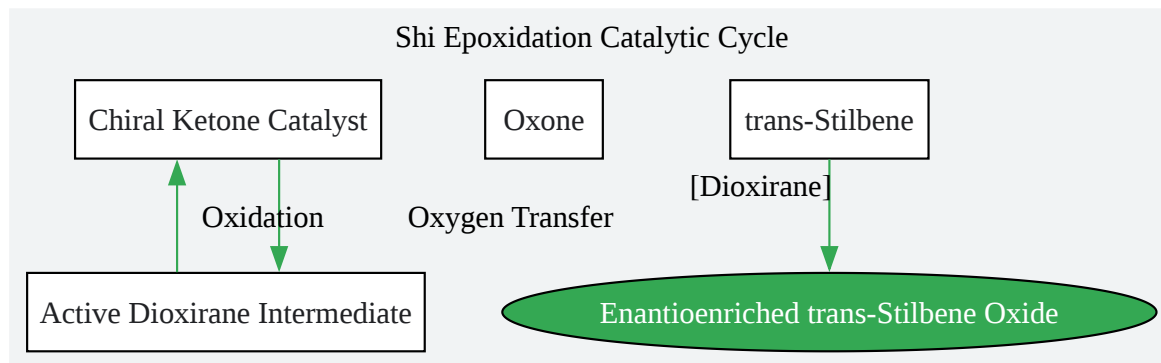 Shi Epoxidation Catalytic Cycle
Chiral Ketone Catalyst
Oxone
trans-Stilbene
[Dioxirane]
Oxidation
Oxygen Transfer
Active Dioxirane Intermediate
Enantioenriched trans-Stilbene Oxide